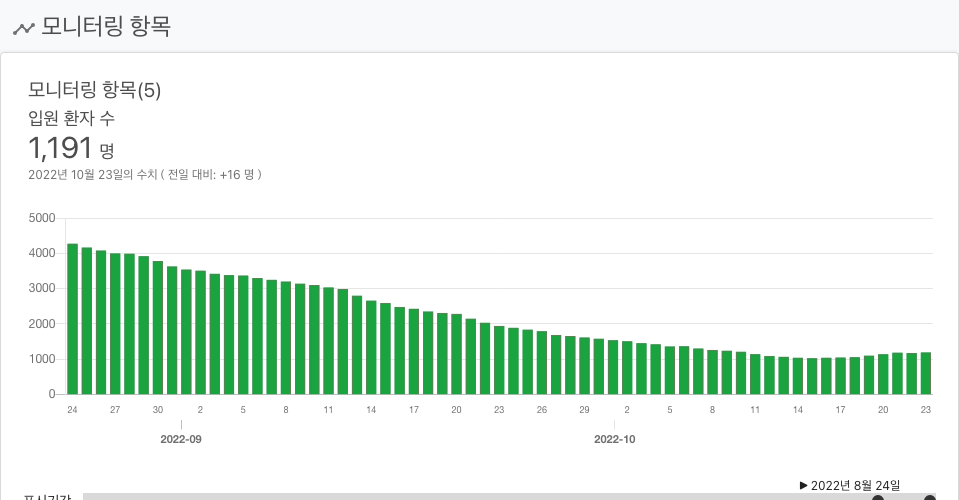 모니터링 항목
모니터링 항목(5)
입원 환자 수
1,191 명
2022년 10월 23일의 수치 ( 전일 대비: +16 명 )
5000
4000
3000
2000
1000
0
24 27 30 2 5 8 11 14 17 20 23 26 29 2 5 8 11 14 17 20 23
2022-09 2022-10
▶ 2022년 8월 24일
표시기간